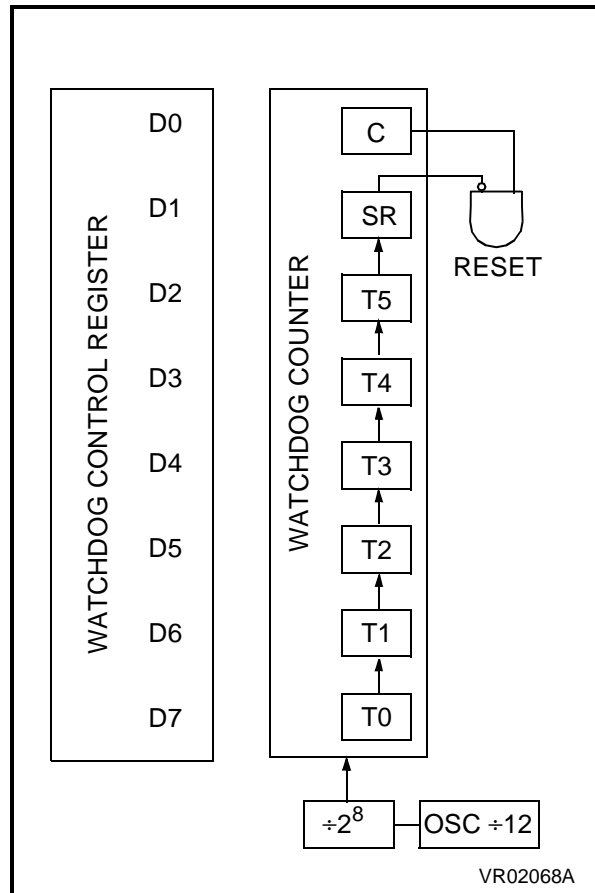 WATCHDOG CONTROL REGISTER
D0
D1
D2
D3
D4
D5
D6
D7
WATCHDOG COUNTER
C
SR
T5
T4
T3
T2
T1
T0
RESET
÷2⁸
OSC ÷12
VR02068A